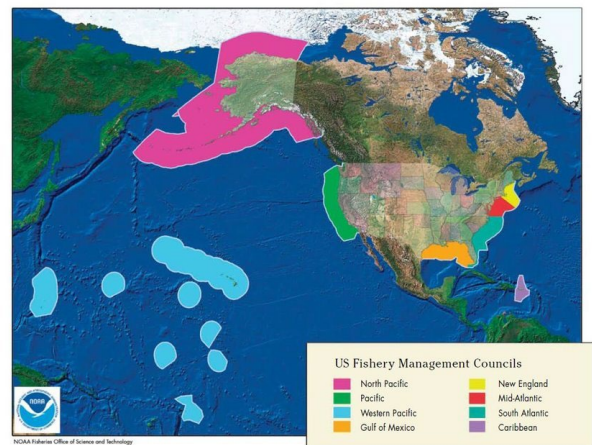 US Fishery Management Councils
North Pacific
Pacific
Western Pacific
Gulf of Mexico
New England
Mid-Atlantic
South Atlantic
Caribbean
NOAA
NOAA Fisheries Office of Science and Technology